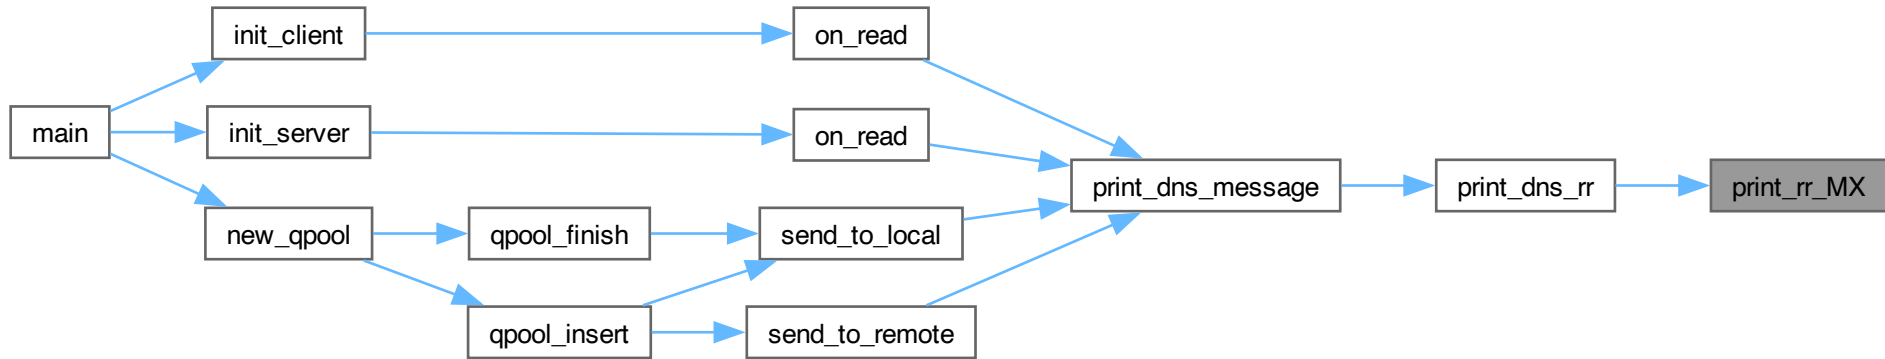 init_client
on_read
main
init_server
on_read
print_dns_message
print_dns_rr
print_rr_MX
new_qpool
qpool_finish
send_to_local
qpool_insert
send_to_remote